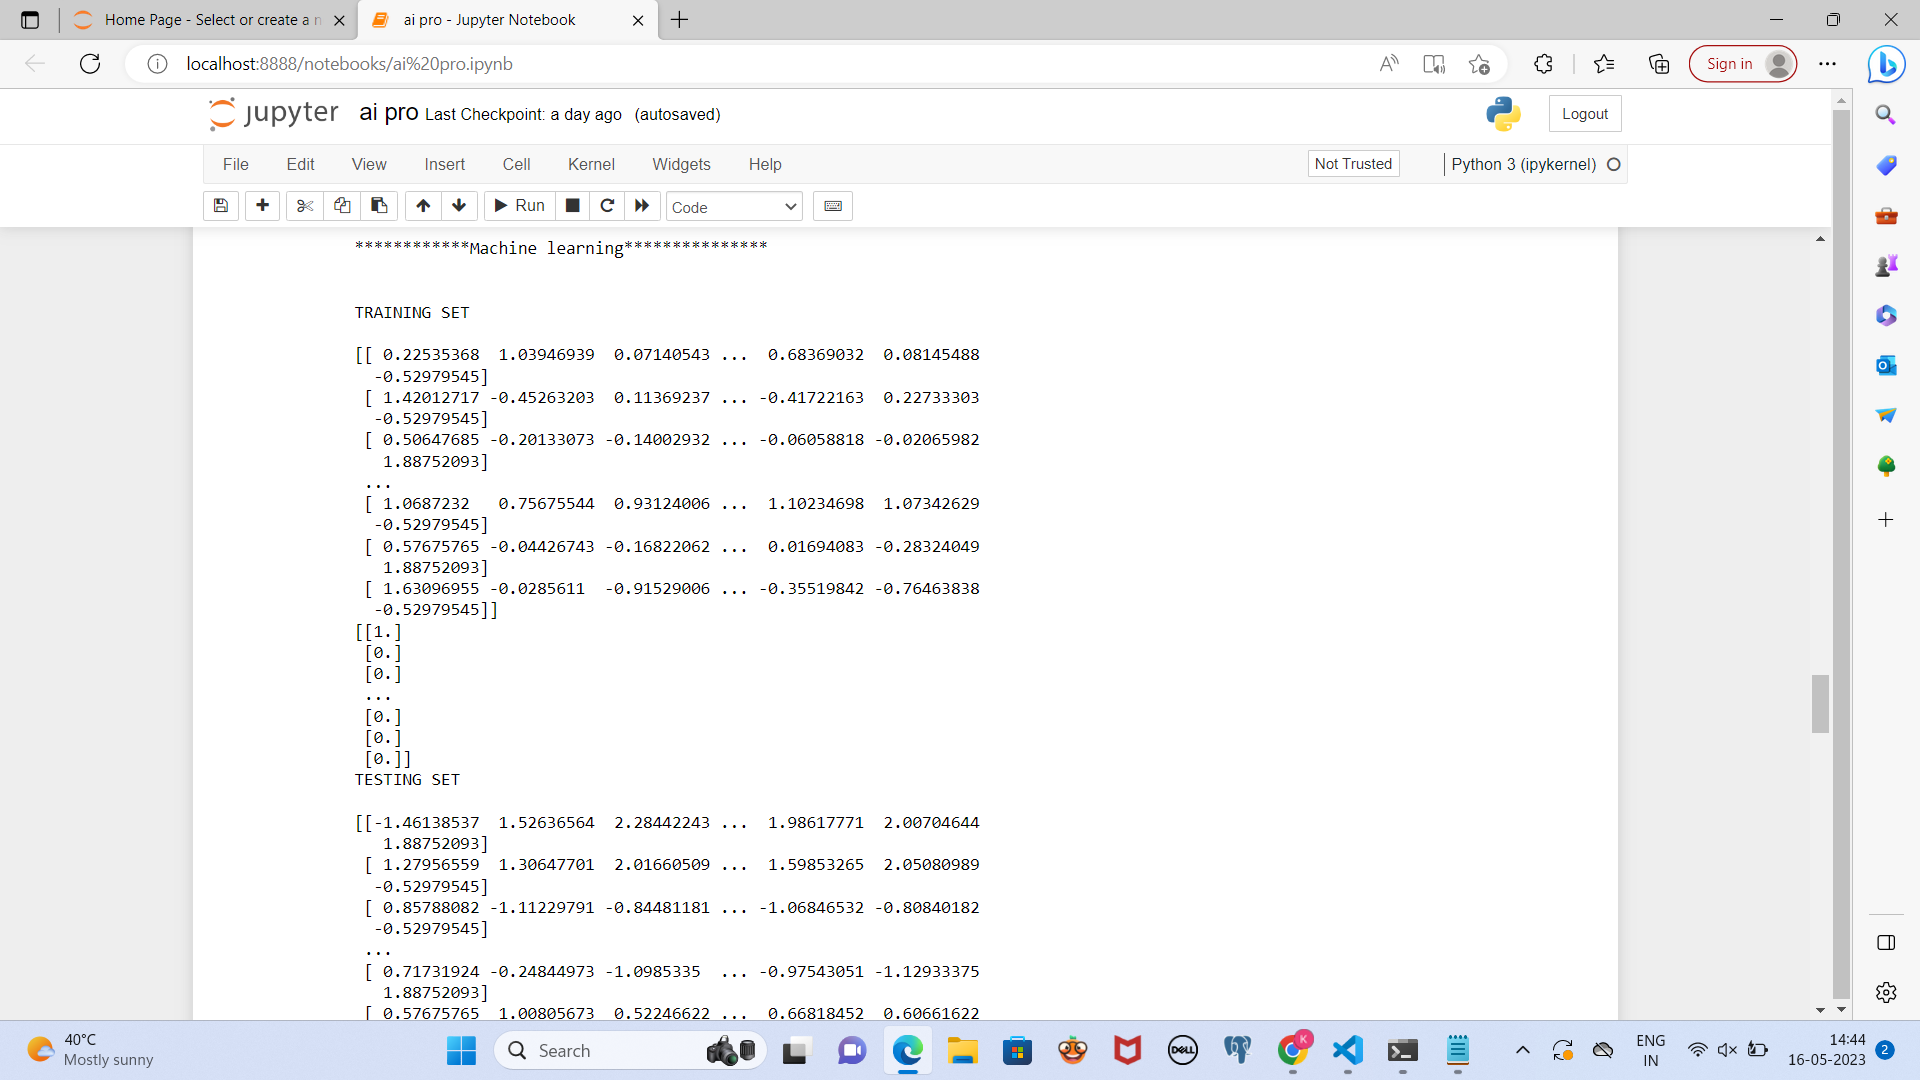 Home Page - Select or create a n
ai pro - Jupyter Notebook
localhost:8888/notebooks/ai%20pro.ipynb
Sign in
jupyter ai pro Last Checkpoint: a day ago (autosaved)
Logout
File Edit View Insert Cell Kernel Widgets Help
Not Trusted
Python 3 (ipykernel)
Run
Code
************Machine learning***************
TRAINING SET
[[ 0.22535368 1.03946939 0.07140543 ... 0.68369032 0.08145488
-0.52979545]
[ 1.42012717 -0.45263203 0.11369237 ... -0.41722163 0.22733303
-0.52979545]
[ 0.50647685 -0.20133073 -0.14002932 ... -0.06058818 -0.02065982
1.88752093]
...
[ 1.0687232 0.75675544 0.93124006 ... 1.10234698 1.07342629
-0.52979545]
[ 0.57675765 -0.04426743 -0.16822062 ... 0.01694083 -0.28324049
1.88752093]
[ 1.63096955 -0.0285611 -0.91529006 ... -0.35519842 -0.76463838
-0.52979545]]
[[1.]
[0.]
[0.]
...
[0.]
[0.]
[0.]]
TESTING SET
[[-1.46138537 1.52636564 2.28442243 ... 1.98617771 2.00704644
1.88752093]
[ 1.27956559 1.30647701 2.01660509 ... 1.59853265 2.05080989
-0.52979545]
[ 0.85788082 -1.11229791 -0.84481181 ... -1.06846532 -0.80840182
-0.52979545]
...
[ 0.71731924 -0.24844973 -1.0985335 ... -0.97543051 -1.12933375
1.88752093]
[ 0.57675765 1.00805673 0.52246622 ... 0.66818452 0.60661622
40°C
Mostly sunny
Search
DELL
K
ENG
IN
14:44
16-05-2023
2